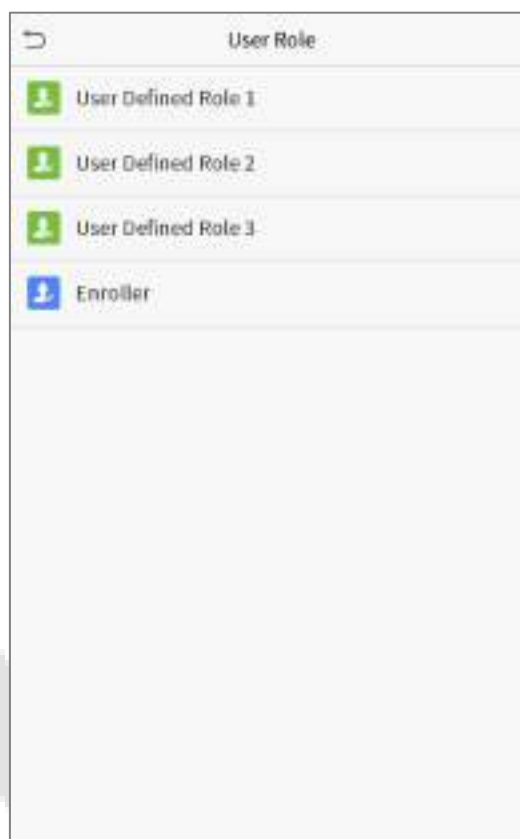 User Role
User Defined Role 1
User Defined Role 2
User Defined Role 3
Enroller